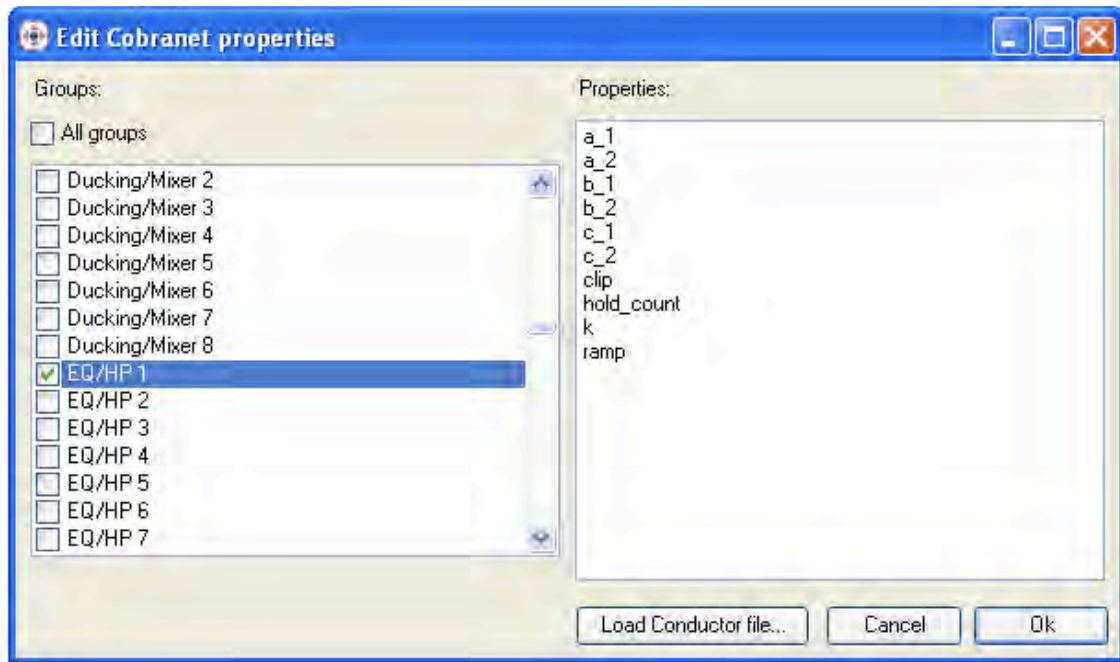 Edit Cobranet properties
Groups:
All groups
Ducking/Mixer 2
Ducking/Mixer 3
Ducking/Mixer 4
Ducking/Mixer 5
Ducking/Mixer 6
Ducking/Mixer 7
Ducking/Mixer 8
EQ/HP 1
EQ/HP 2
EQ/HP 3
EQ/HP 4
EQ/HP 5
EQ/HP 6
EQ/HP 7
Properties:
a_1
a_2
b_1
b_2
c_1
c_2
clip
hold_count
k
ramp
Load Conductor file...
Cancel
Ok